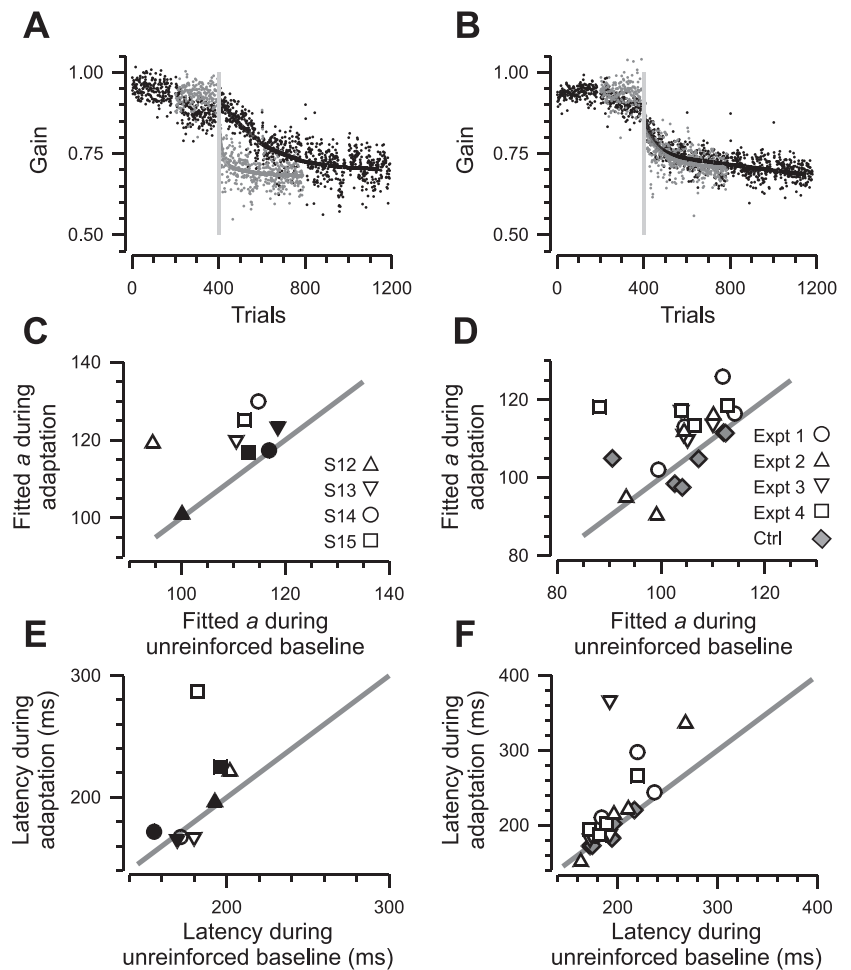 A
1.00
0.75
0.50
Gain
0
400
800
1200
Trials
B
1.00
0.75
0.50
Gain
0
400
800
1200
Trials
C
140
120
100
Fitted a during
adaptation
S12
S13
S14
S15
100
120
140
Fitted a during
unreinforced baseline
D
120
100
80
Fitted a during
adaptation
Expt 1
Expt 2
Expt 3
Expt 4
Ctrl
80
100
120
Fitted a during
unreinforced baseline
E
300
200
Latency during
adaptation (ms)
200
300
Latency during
unreinforced baseline (ms)
F
400
300
200
Latency during
adaptation (ms)
200
300
400
Latency during
unreinforced baseline (ms)